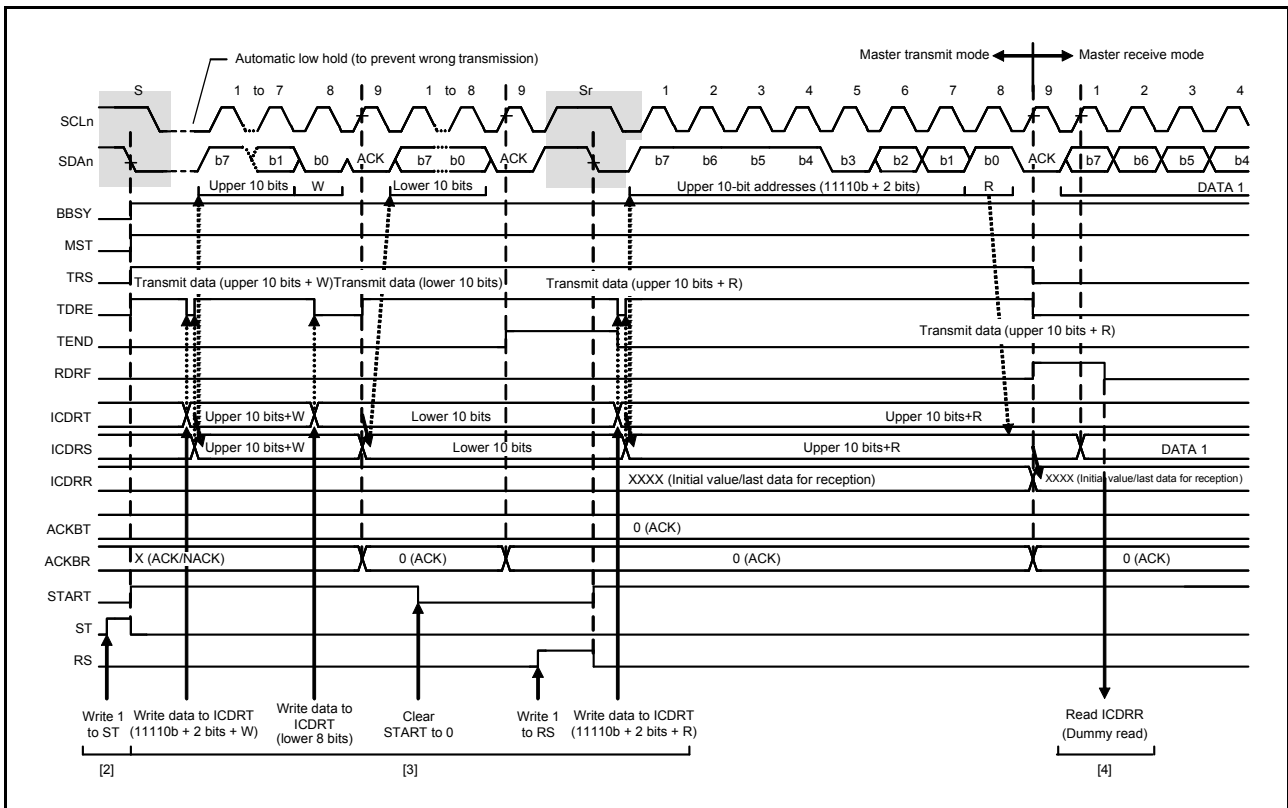 Automatic low hold (to prevent wrong transmission)
Master transmit mode
Master receive mode
S 1 to 7 8 9 1 to 8 9 Sr 1 2 3 4 5 6 7 8 9 1 2 3 4
SCLn
SDAn b7 b1 b0 ACK b7 b0 ACK b7 b6 b5 b4 b3 b2 b1 b0 ACK b7 b6 b5 b4
Upper 10 bits W Lower 10 bits Upper 10-bit addresses (11110b + 2 bits) R DATA 1
BBSY
MST
TRS
Transmit data (upper 10 bits + W) Transmit data (lower 10 bits) Transmit data (upper 10 bits + R)
TDRE
Transmit data (upper 10 bits + R)
TEND
RDRF
ICDRT Upper 10 bits+W Lower 10 bits Upper 10 bits+R
ICDRS Upper 10 bits+W Lower 10 bits Upper 10 bits+R DATA 1
ICDRR XXXX (Initial value/last data for reception) XXXX (Initial value/last data for reception)
ACKBT 0 (ACK)
ACKBR X (ACK/NACK) 0 (ACK) 0 (ACK) 0 (ACK)
START
ST
RS
Write 1
to ST
Write data to ICDRT
(11110b + 2 bits + W)
Write data to
ICDRT
(lower 8 bits)
Clear
START to 0
Write 1
to RS
Write data to ICDRT
(11110b + 2 bits + R)
Read ICDRR
(Dummy read)
[2] [3] [4]